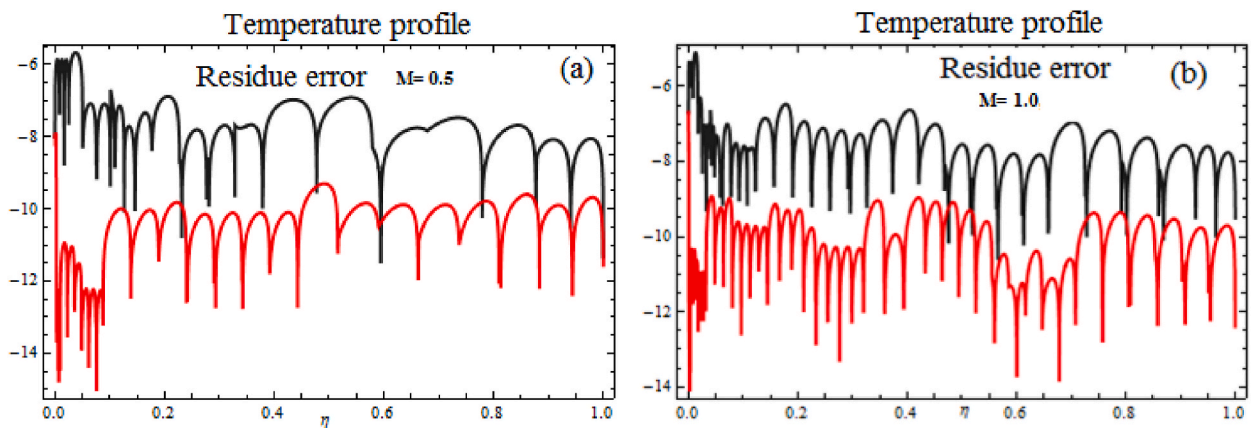 Temperature profile
Residue error M= 0.5 (a)
−6
−8
−10
−12
−14
0.0 0.2 0.4 0.6 0.8 1.0
η
Temperature profile
Residue error (b)
M= 1.0
−6
−8
−10
−12
−14
0.0 0.2 0.4 η 0.6 0.8 1.0